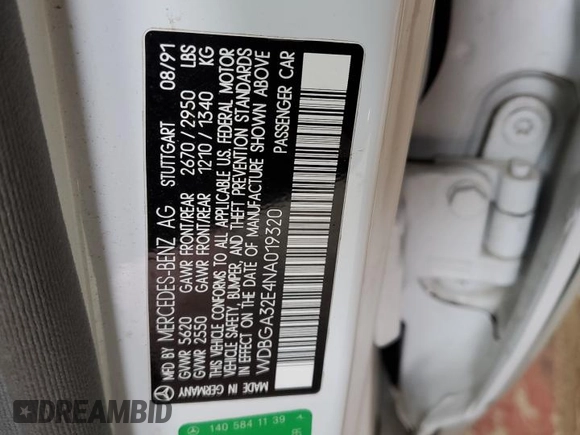 MFD BY MERCEDES-BENZ AG STUTTGART 08/91
GVWR 5620 GAWR FRONT/REAR 2670/2950 LBS
GVWR 2550 GAWR FRONT/REAR 1210/1340 KG
THIS VEHICLE CONFORMS TO ALL APPLICABLE U.S. FEDERAL MOTOR
VEHICLE SAFETY, BUMPER, AND THEFT PREVENTION STANDARDS
IN EFFECT ON THE DATE OF MANUFACTURE SHOWN ABOVE
WDBGA32E4NA019320 PASSENGER CAR
MADE IN GERMANY
140 584 11 39
DREAMBID